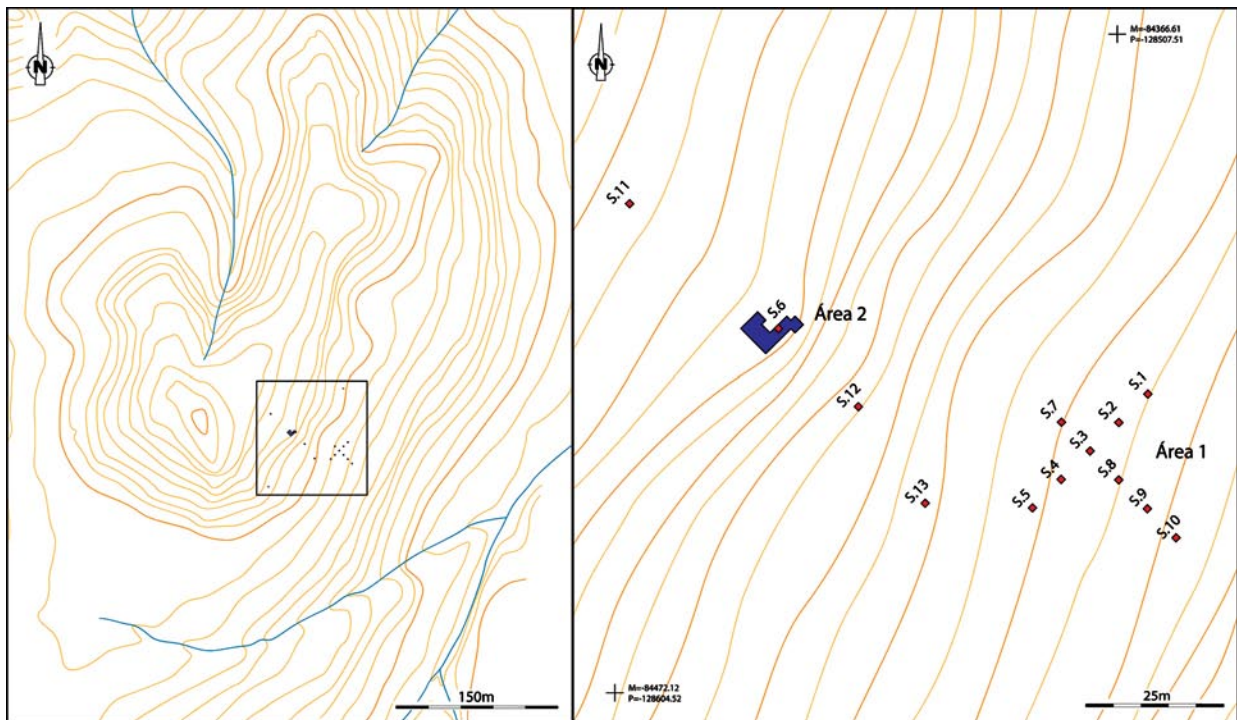 N
150m
N
M=-84366.61
P=-128507.51
S.11
S.6
Área 2
S.12
S.1
S.7
S.2
S.3
Área 1
S.4
S.8
S.13
S.5
S.9
S.10
M=-84472.12
P=-128604.52
25m